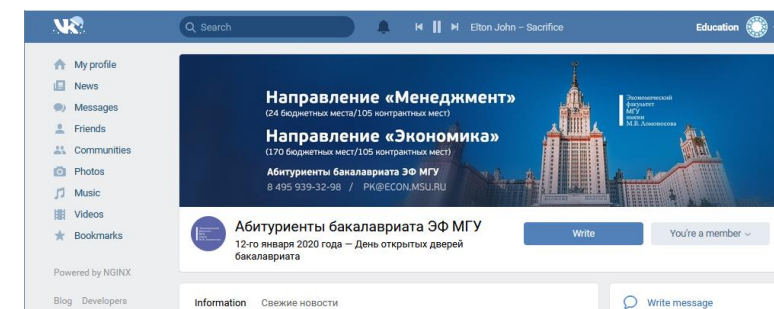 Search
Elton John – Sacrifice
Education
My profile
News
Messages
Friends
Communities
Photos
Music
Videos
Bookmarks
Powered by NGINX
Blog Developers
Направление «Менеджмент»
(24 бюджетных места/105 контрактных мест)
Направление «Экономика»
(170 бюджетных мест/105 контрактных мест)
Абитуриенты бакалавриата ЭФ МГУ
8 495 939-32-98 / PK@ECON.MSU.RU
Экономический
факультет
МГУ
имени
М.В. Ломоносова
Абитуриенты бакалавриата ЭФ МГУ
12-го января 2020 года — День открытых дверей
бакалавриата
Write
You're a member
Information Свежие новости
Write message